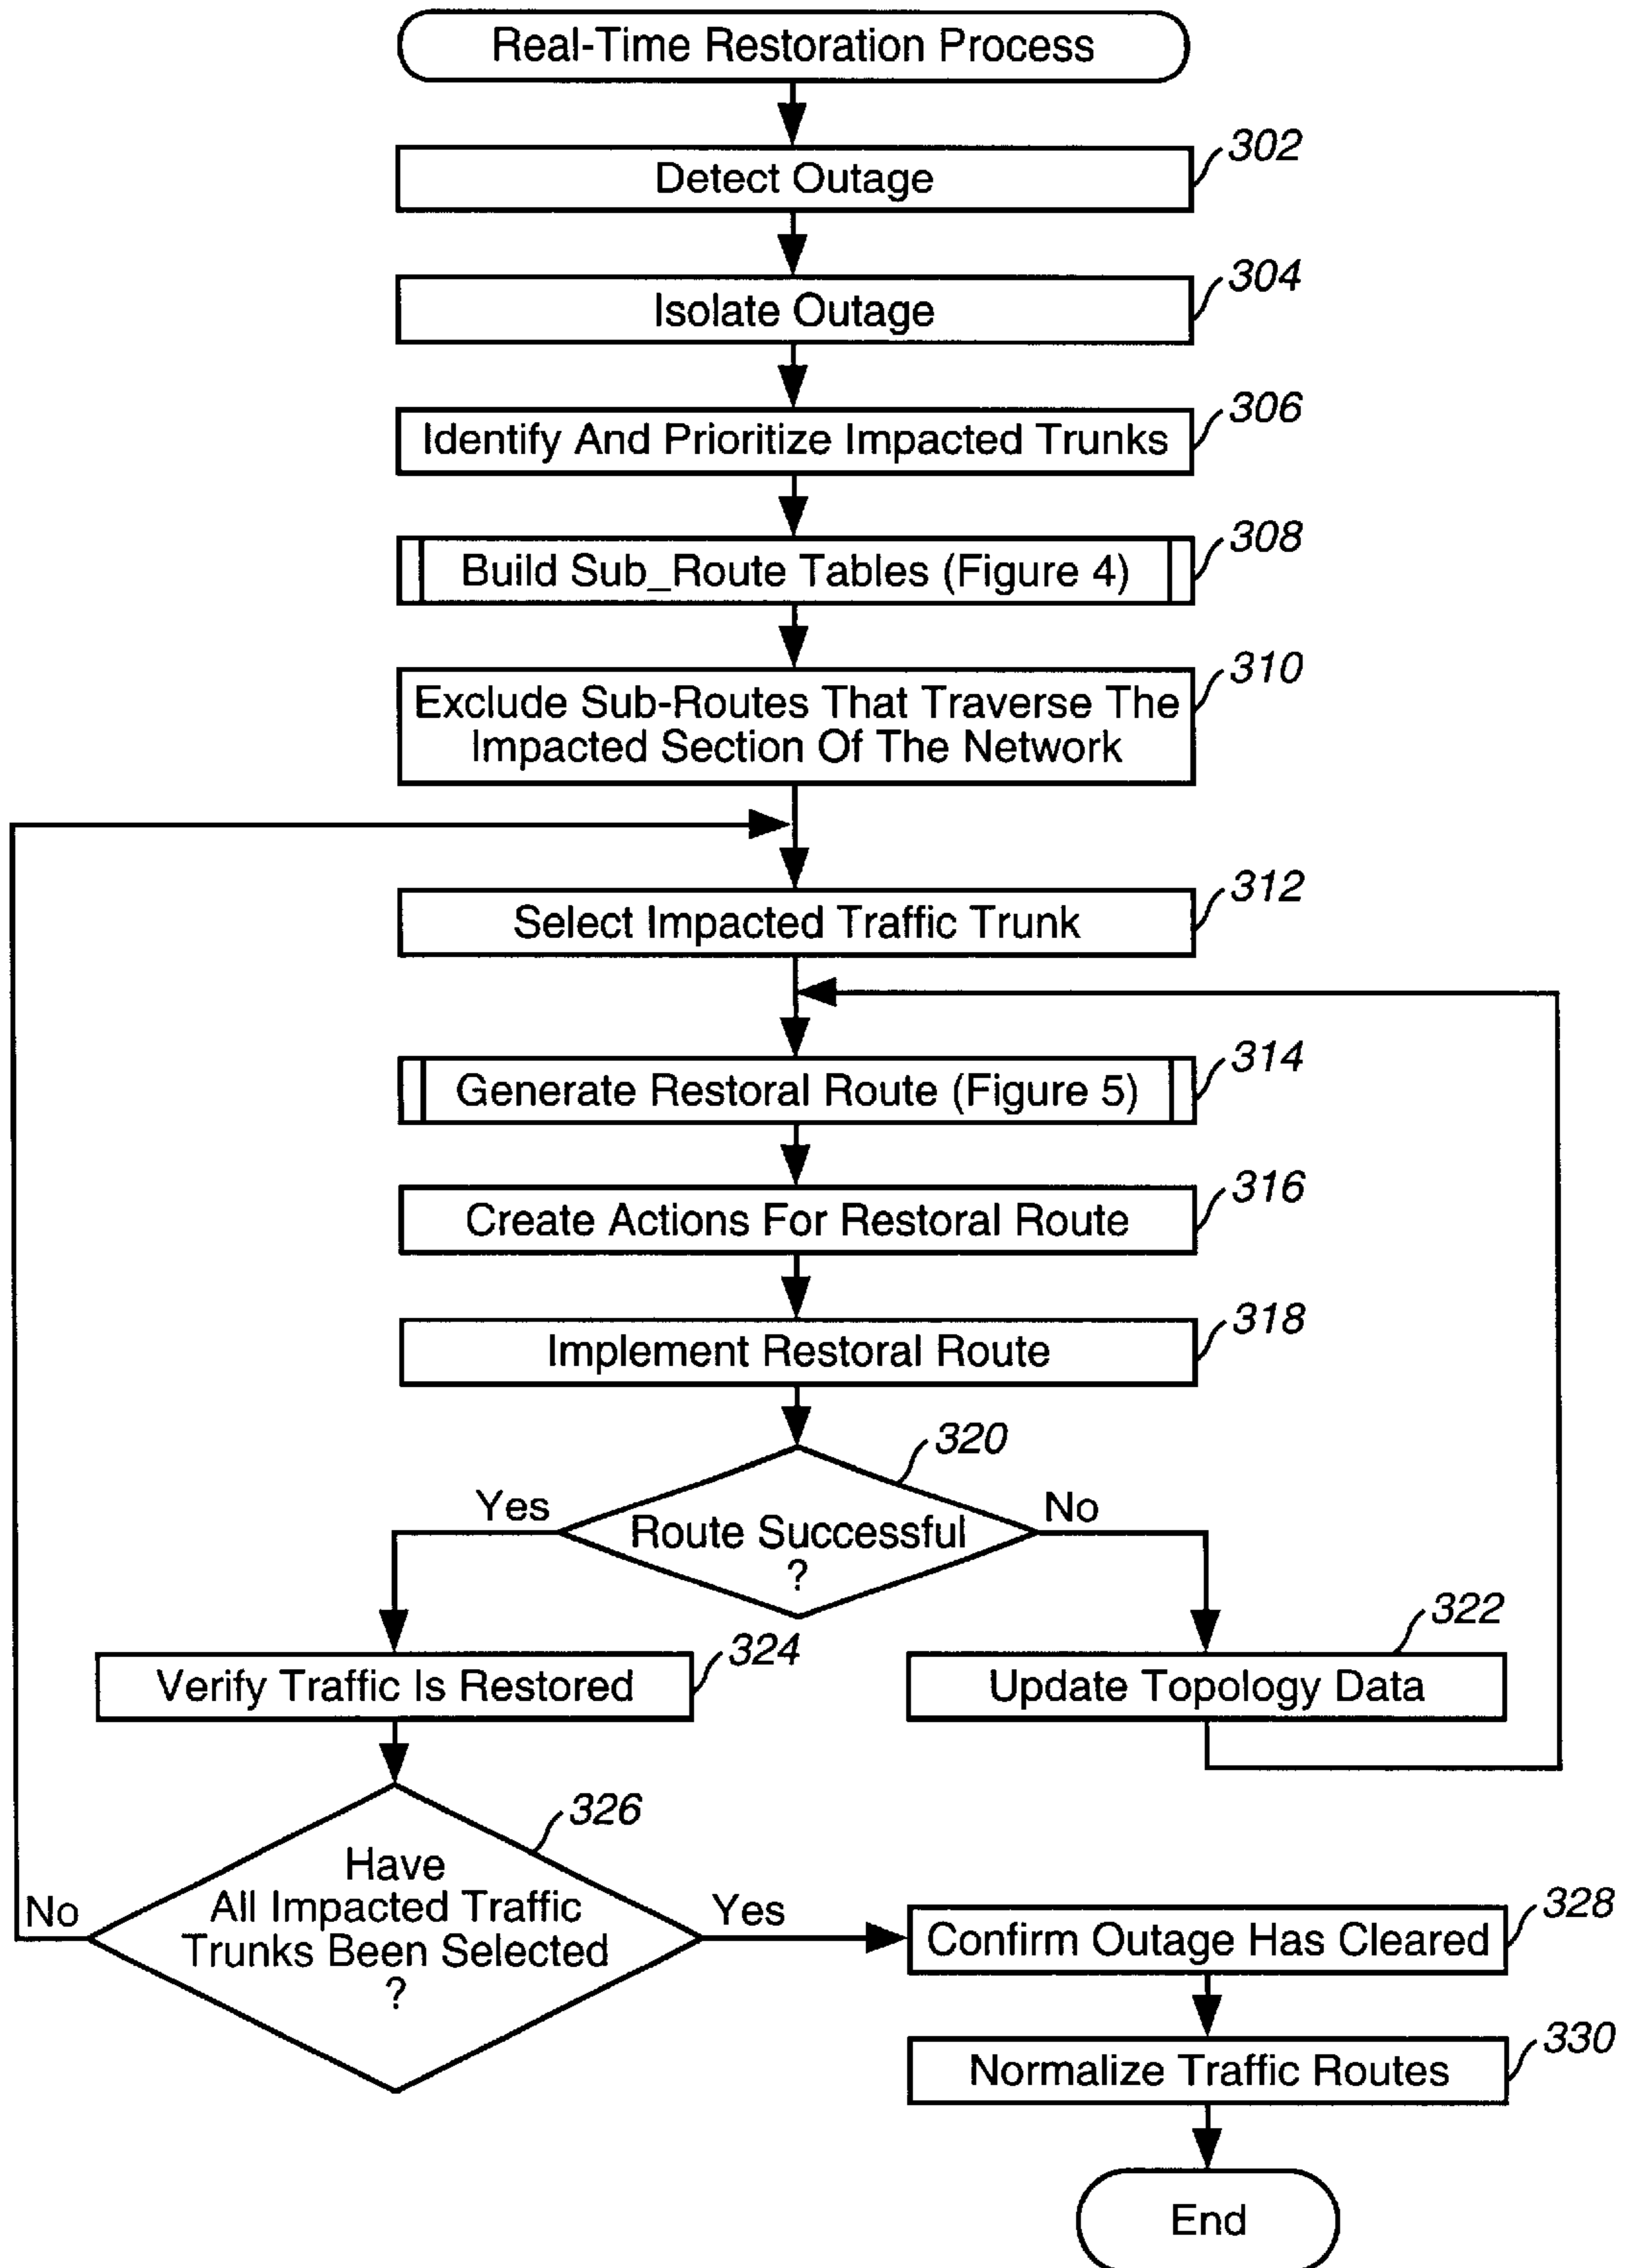 Real-Time Restoration Process
302
Detect Outage
304
Isolate Outage
306
Identify And Prioritize Impacted Trunks
308
Build Sub_Route Tables (Figure 4)
310
Exclude Sub-Routes That Traverse The
Impacted Section Of The Network
312
Select Impacted Traffic Trunk
314
Generate Restoral Route (Figure 5)
316
Create Actions For Restoral Route
318
Implement Restoral Route
320
Yes
No
Route Successful
?
322
324
Verify Traffic Is Restored
Update Topology Data
326
Have
All Impacted Traffic
Trunks Been Selected
?
No
Yes
328
Confirm Outage Has Cleared
330
Normalize Traffic Routes
End